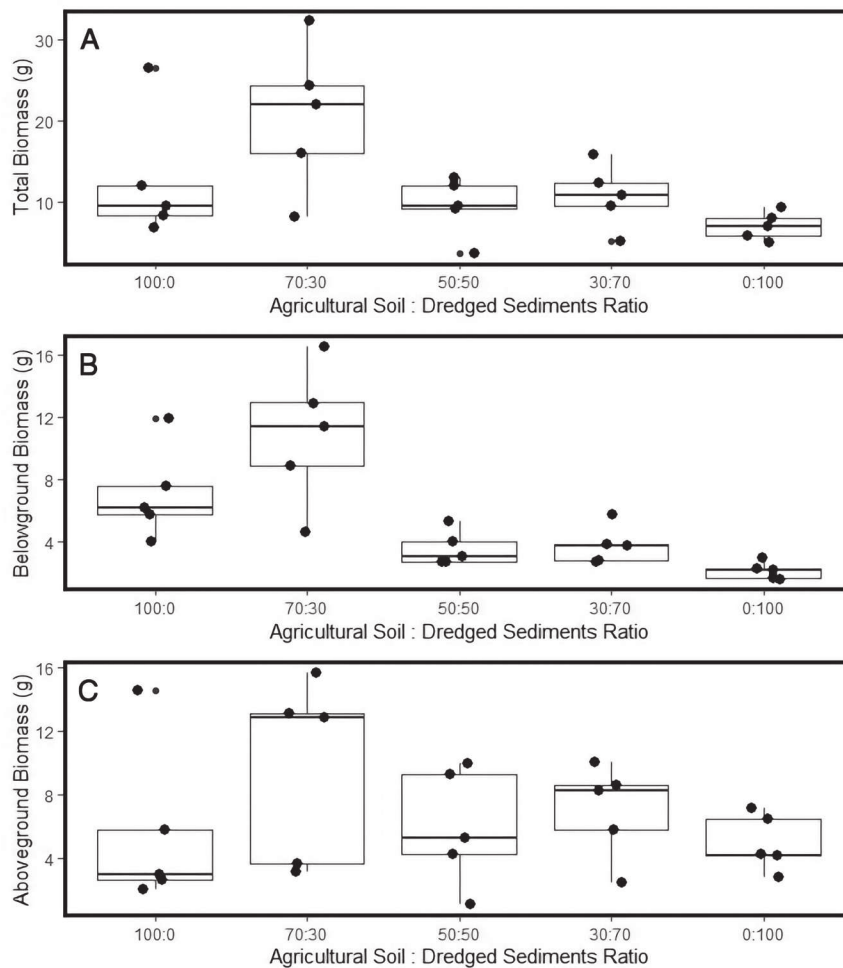 A
Total Biomass (g)
30
20
10
100:0 70:30 50:50 30:70 0:100
Agricultural Soil : Dredged Sediments Ratio
B
Belowground Biomass (g)
16
12
8
4
100:0 70:30 50:50 30:70 0:100
Agricultural Soil : Dredged Sediments Ratio
C
Aboveground Biomass (g)
16
12
8
4
100:0 70:30 50:50 30:70 0:100
Agricultural Soil : Dredged Sediments Ratio